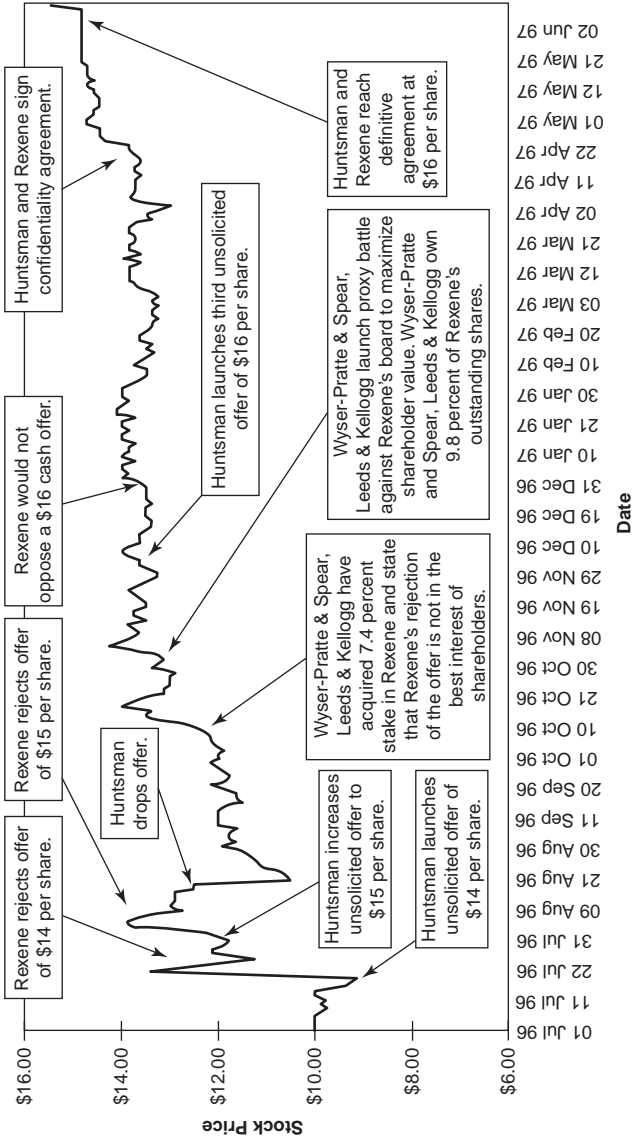 Stock Price
$16.00
$14.00
$12.00
$10.00
$8.00
$6.00
Rexene rejects offer
of $14 per share.
Rexene rejects offer
of $15 per share.
Rexene would not
oppose a $16 cash offer.
Huntsman and Rexene sign
confidentiality agreement.
Huntsman
drops offer.
Huntsman launches third unsolicited
offer of $16 per share.
Huntsman increases
unsolicited offer to
$15 per share.
Huntsman launches
unsolicited offer of
$14 per share.
Wyser-Pratte & Spear,
Leeds & Kellogg have
acquired 7.4 percent
stake in Rexene and state
that Rexene's rejection
of the offer is not in the
best interest of
shareholders.
Wyser-Pratte & Spear,
Leeds & Kellogg launch proxy battle
against Rexene's board to maximize
shareholder value. Wyser-Pratte
and Spear, Leeds & Kellogg own
9.8 percent of Rexene's
outstanding shares.
Huntsman and
Rexene reach
definitive
agreement at
$16 per share.
01 Jul 96
11 Jul 96
22 Jul 96
31 Jul 96
09 Aug 96
21 Aug 96
30 Aug 96
11 Sep 96
20 Sep 96
01 Oct 96
10 Oct 96
21 Oct 96
30 Oct 96
08 Nov 96
19 Nov 96
29 Nov 96
10 Dec 96
19 Dec 96
31 Dec 96
10 Jan 97
21 Jan 97
30 Jan 97
10 Feb 97
20 Feb 97
03 Mar 97
12 Mar 97
21 Mar 97
02 Apr 97
11 Apr 97
22 Apr 97
01 May 97
12 May 97
21 May 97
02 Jun 97
Date